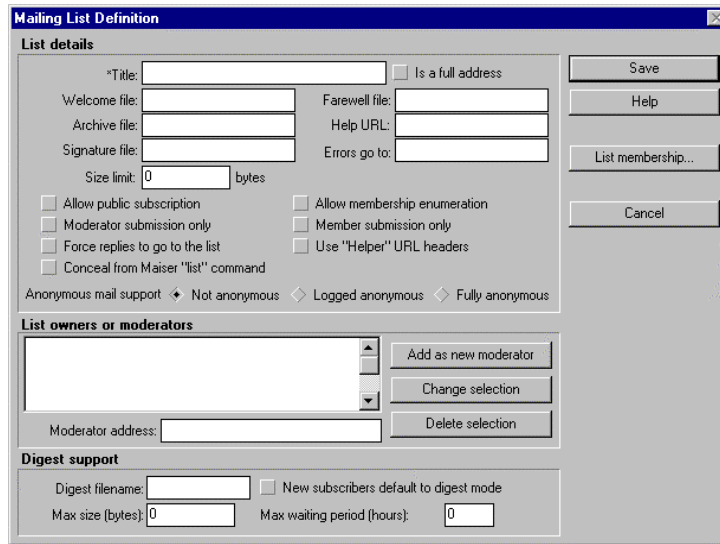 Mailing List Definition
List details
*Title: Is a full address
Save
Welcome file: Farewell file:
Help
Archive file: Help URL:
Signature file: Errors go to:
List membership...
Size limit: 0 bytes
Allow public subscription Allow membership enumeration
Cancel
Moderator submission only Member submission only
Force replies to go to the list Use "Helper" URL headers
Conceal from Maiser "list" command
Anonymous mail support Not anonymous Logged anonymous Fully anonymous
List owners or moderators
Add as new moderator
Change selection
Delete selection
Moderator address:
Digest support
Digest filename: New subscribers default to digest mode
Max size (bytes): 0 Max waiting period (hours): 0